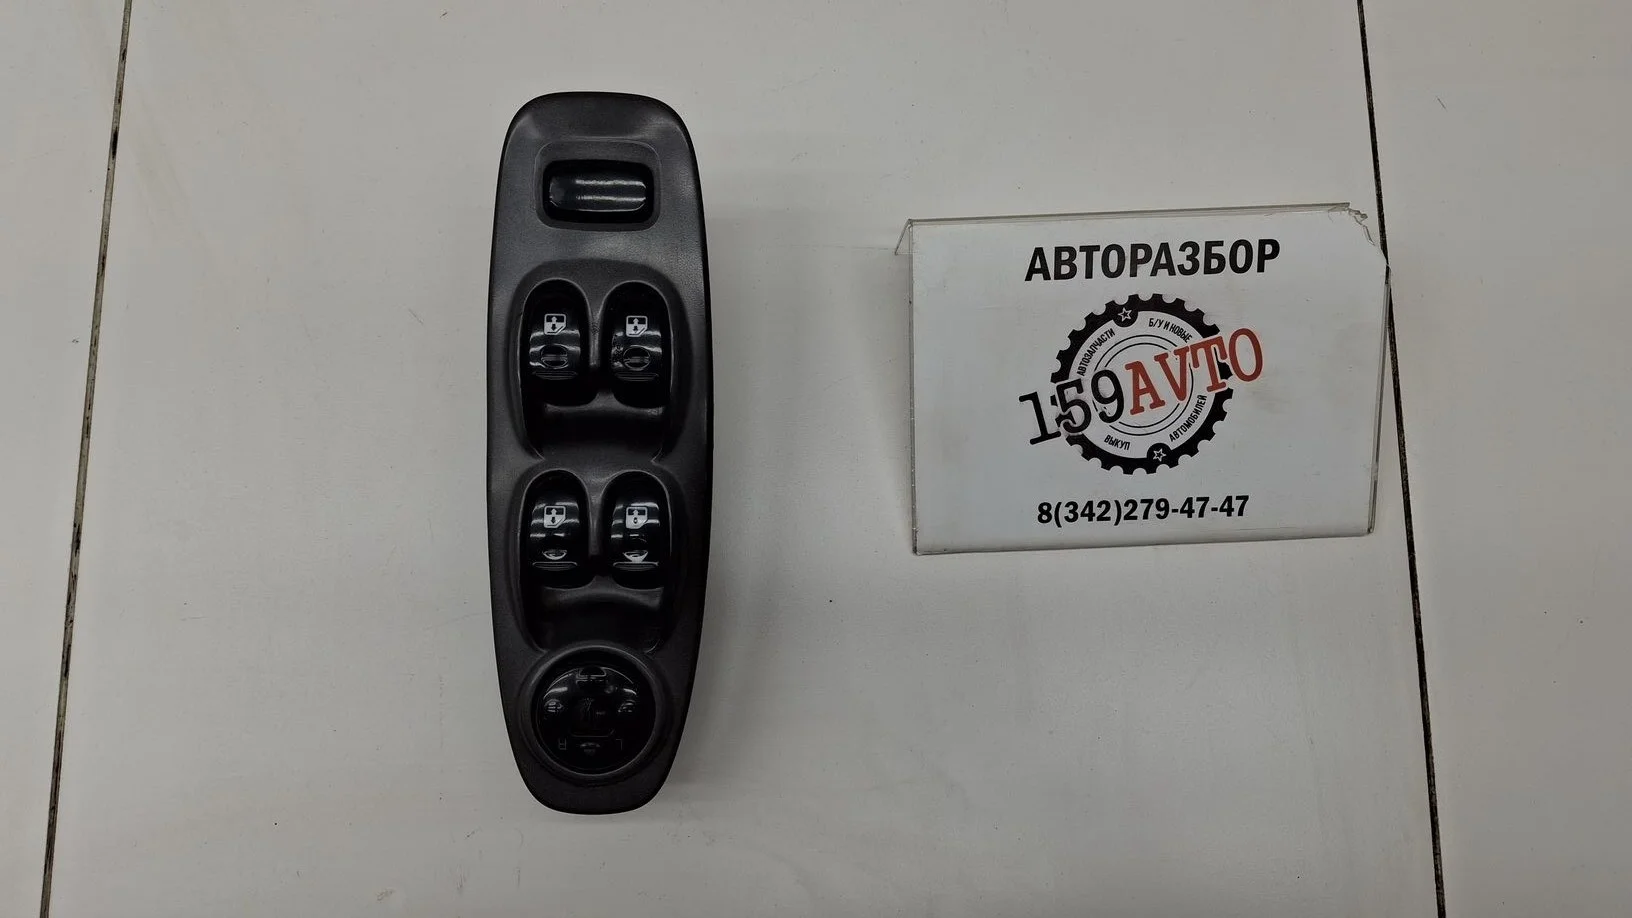 АВТОРАЗБОР
АВТОЗАПЧАСТИ
Б/У И НОВЫЕ
159AVTO
ВЫКУП
АВТОМОБИЛЕЙ
8(342)279-47-47
R
L